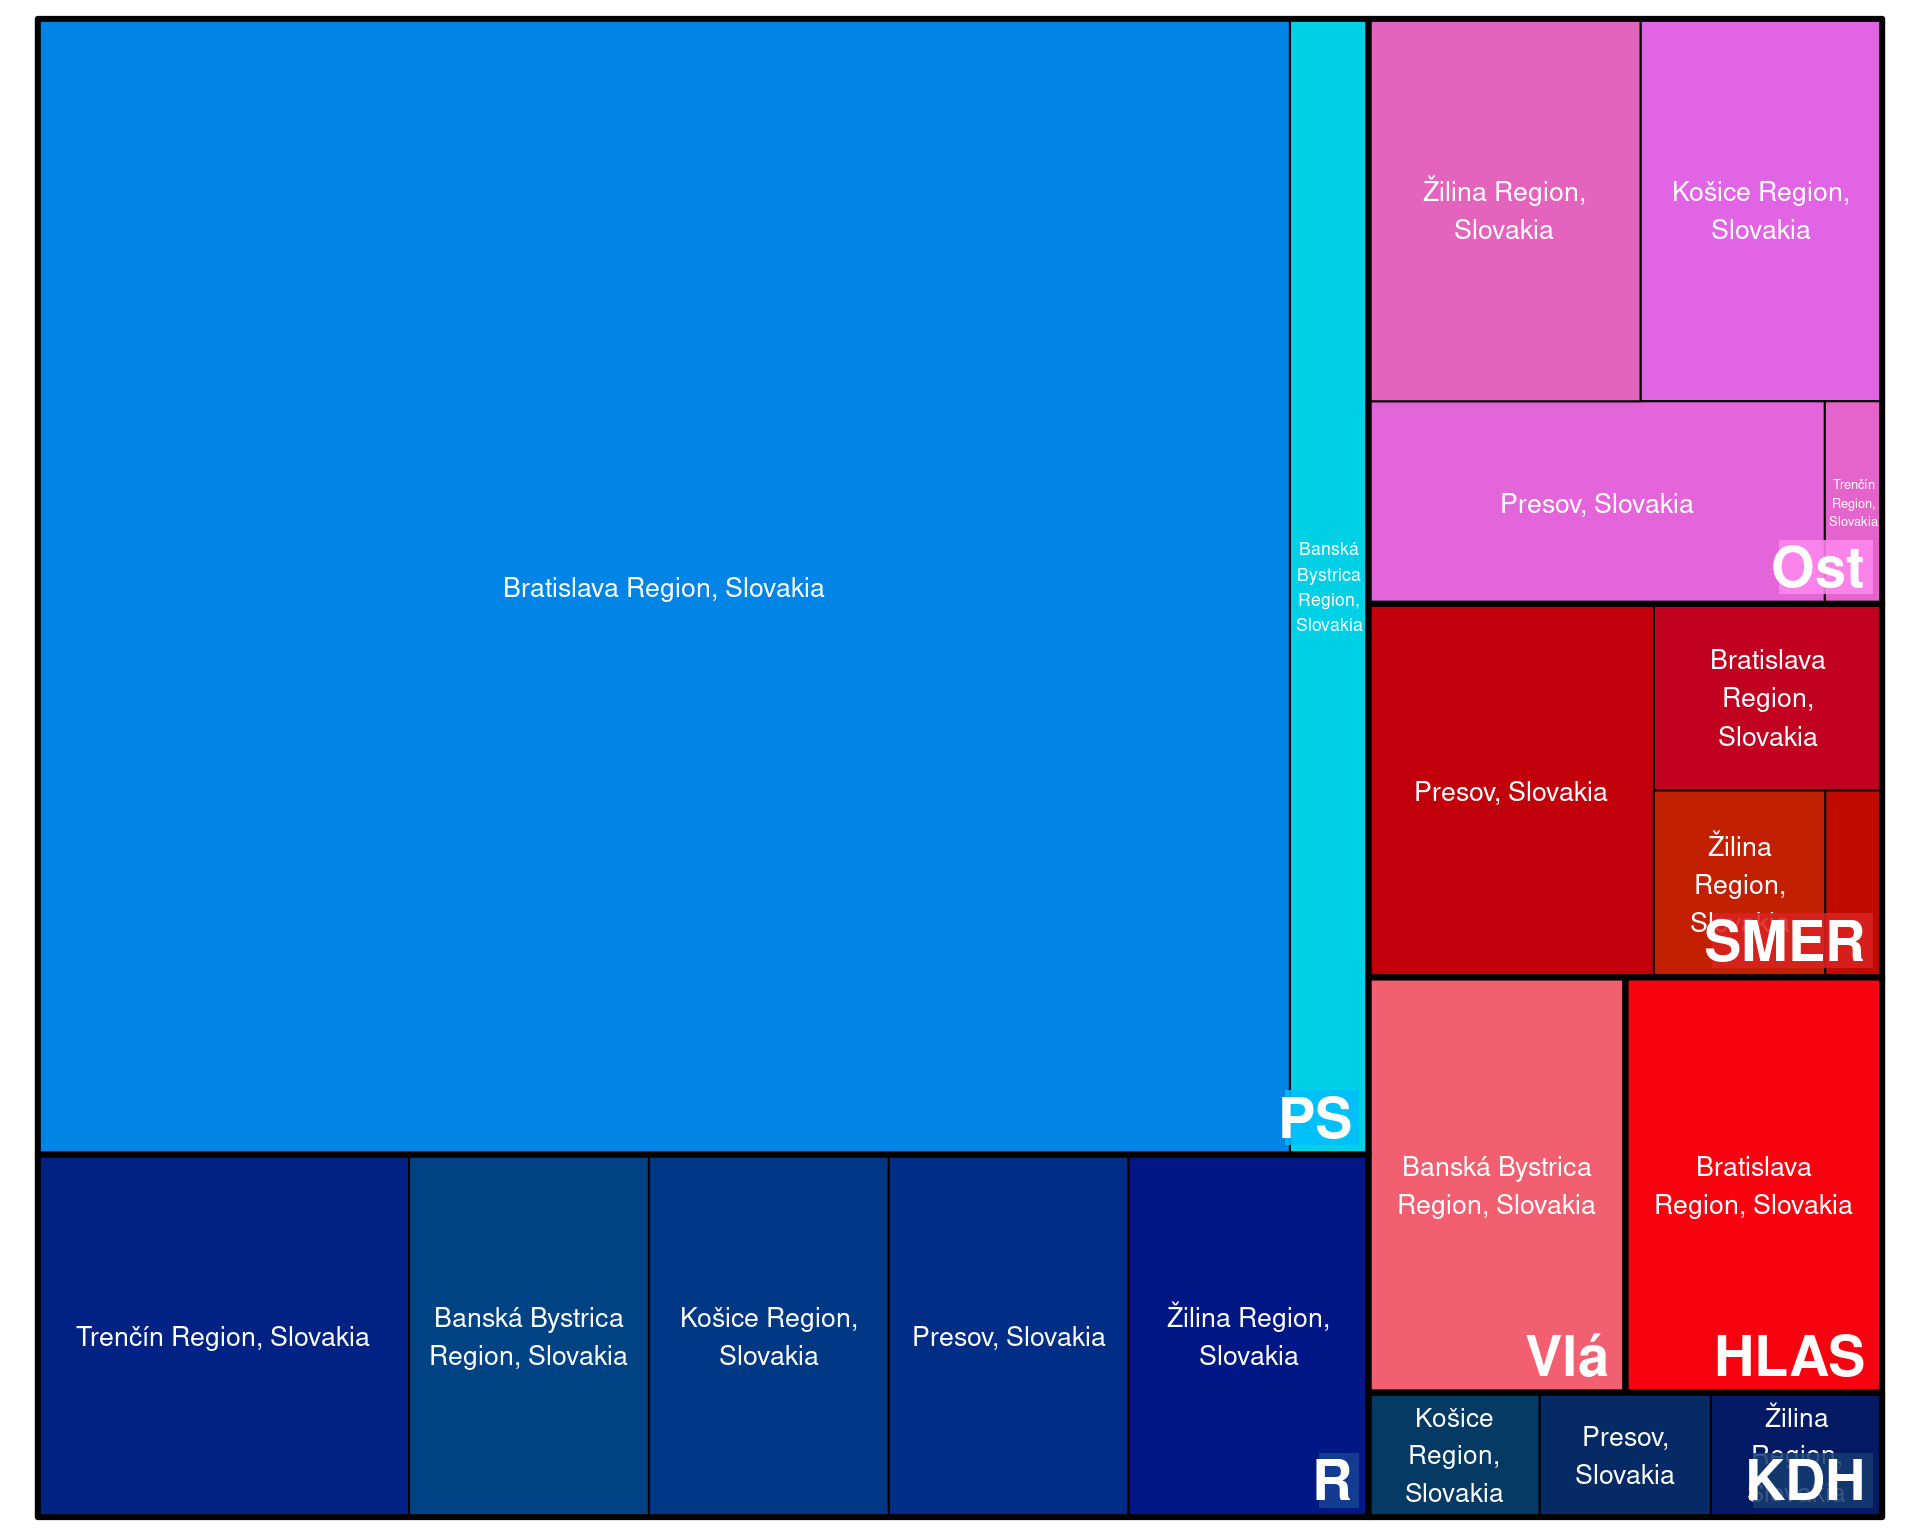 Bratislava Region, Slovakia
Banská
Bystrica
Region,
Slovakia
PS
Trenčín Region, Slovakia
Banská Bystrica
Region, Slovakia
Košice Region,
Slovakia
Presov, Slovakia
Žilina Region,
Slovakia
R
Žilina Region,
Slovakia
Košice Region,
Slovakia
Presov, Slovakia
Trenčín
Region,
Slovakia
Ost
Presov, Slovakia
Bratislava
Region,
Slovakia
Žilina
Region,
Slovakia
SMER
Banská Bystrica
Region, Slovakia
Vlá
Bratislava
Region, Slovakia
HLAS
Košice
Region,
Slovakia
Presov,
Slovakia
Žilina
Region,
Slovakia
KDH